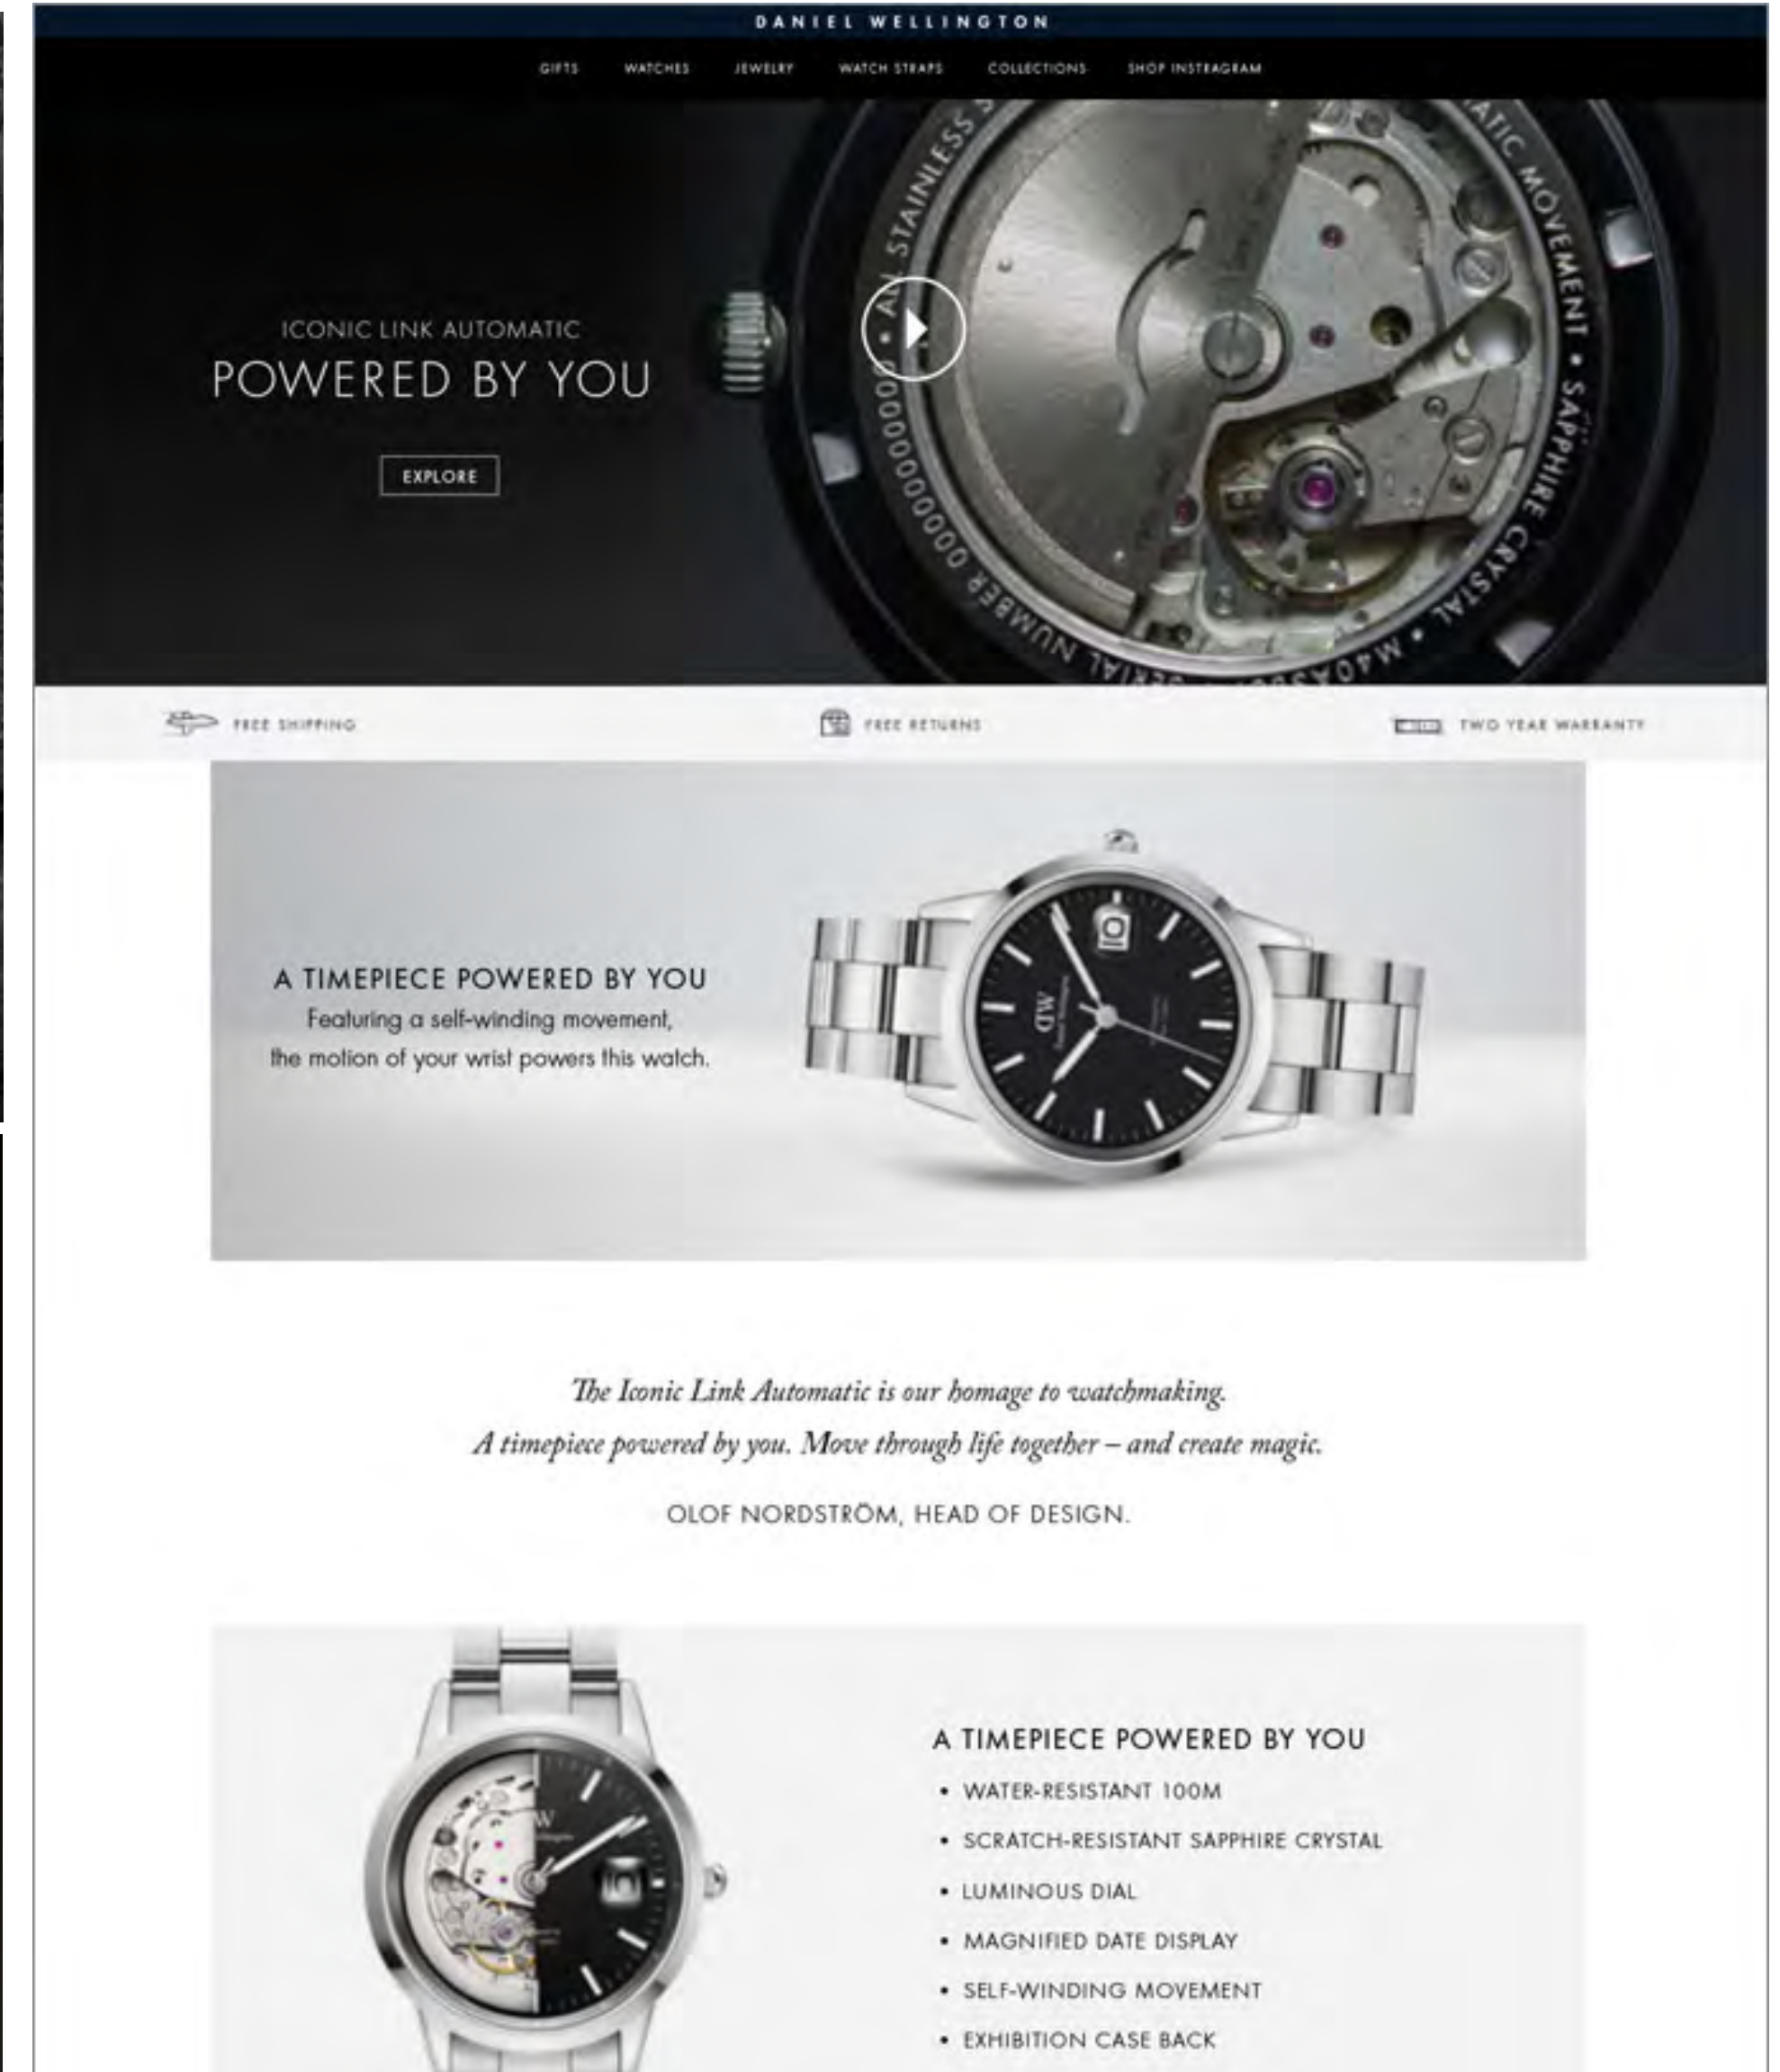 DANIEL WELLINGTON
GIFTS WATCHES JEWELRY WATCH STRAPS COLLECTIONS SHOP INSTRAGRAM
ICONIC LINK AUTOMATIC
POWERED BY YOU
EXPLORE
ALL STAINLESS
MOVEMENT • SAPPHIRE CRYSTAL •
SERIAL NUMBER
FREE SHIPPING FREE RETURNS TWO YEAR WARRANTY
A TIMEPIECE POWERED BY YOU
Featuring a self-winding movement,
the motion of your wrist powers this watch.
DW
10
The Iconic Link Automatic is our homage to watchmaking.
A timepiece powered by you. Move through life together – and create magic.
OLOF NORDSTRÖM, HEAD OF DESIGN.
A TIMEPIECE POWERED BY YOU
• WATER-RESISTANT 100M
• SCRATCH-RESISTANT SAPPHIRE CRYSTAL
• LUMINOUS DIAL
• MAGNIFIED DATE DISPLAY
• SELF-WINDING MOVEMENT
• EXHIBITION CASE BACK